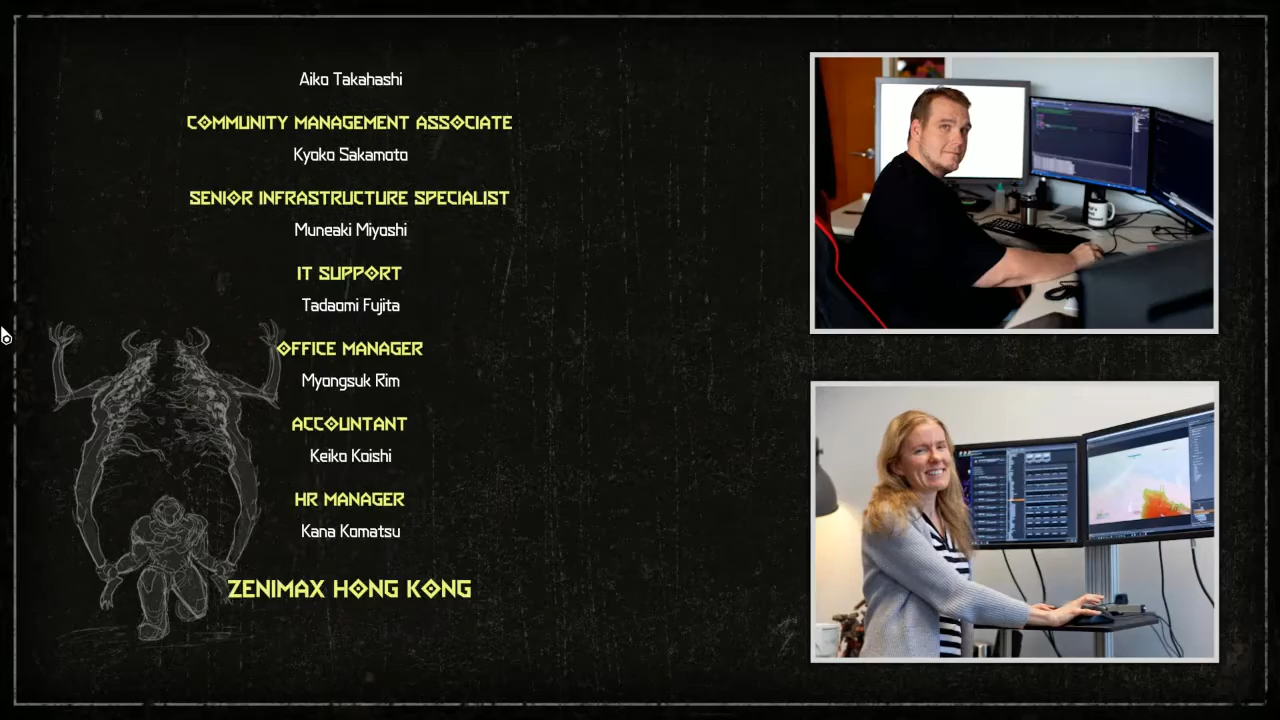 Aiko Takahashi
COMMUNITY MANAGEMENT ASSOCIATE
Kyoko Sakamoto
SENIOR INFRASTRUCTURE SPECIALIST
Muneaki Miyoshi
IT SUPPORT
Tadaomi Fujita
OFFICE MANAGER
Myongsuk Rim
ACCOUNTANT
Keiko Koishi
HR MANAGER
Kana Komatsu
ZENIMAX HONG KONG